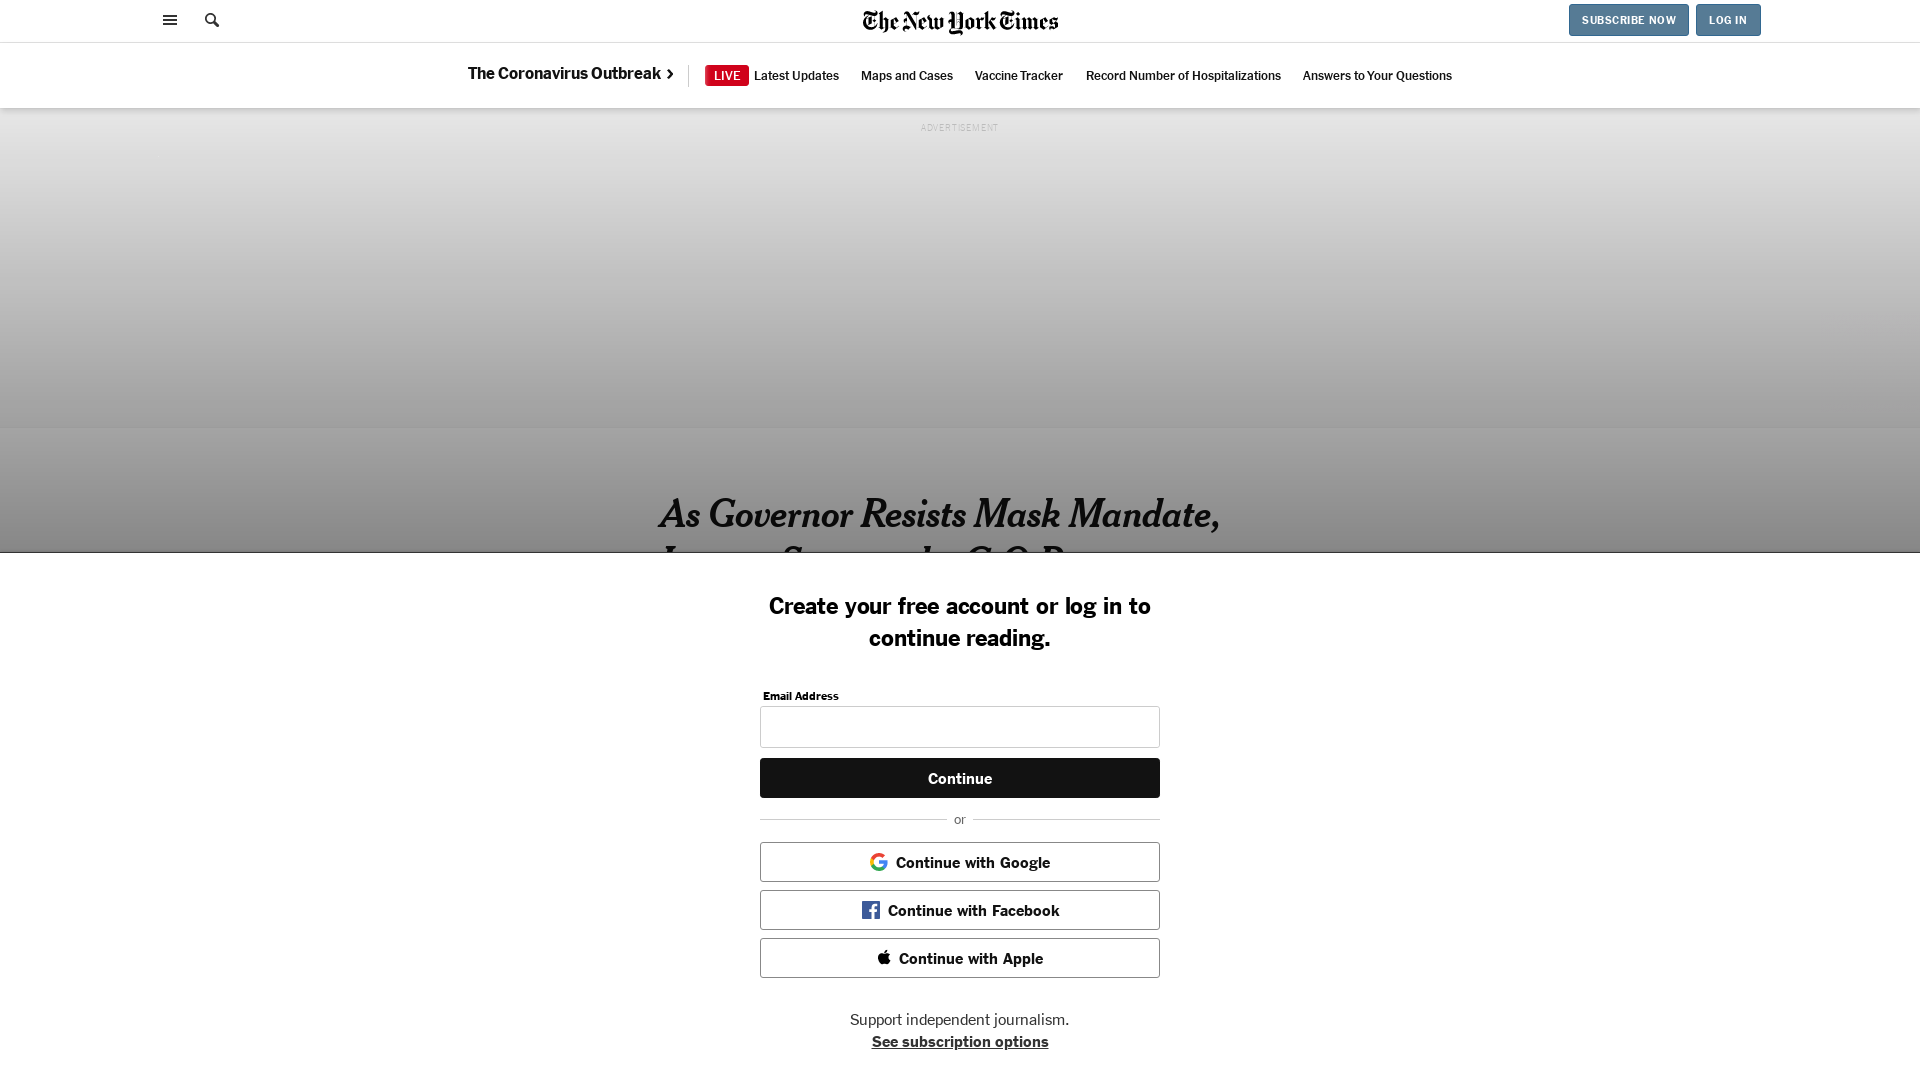 The New York Times
SUBSCRIBE NOW
LOG IN
The Coronavirus Outbreak
LIVE Latest Updates
Maps and Cases
Vaccine Tracker
Record Number of Hospitalizations
Answers to Your Questions
ADVERTISEMENT
As Governor Resists Mask Mandate,
Create your free account or log in to
continue reading.
Email Address
Continue
or
Continue with Google
Continue with Facebook
Continue with Apple
Support independent journalism.
See subscription options